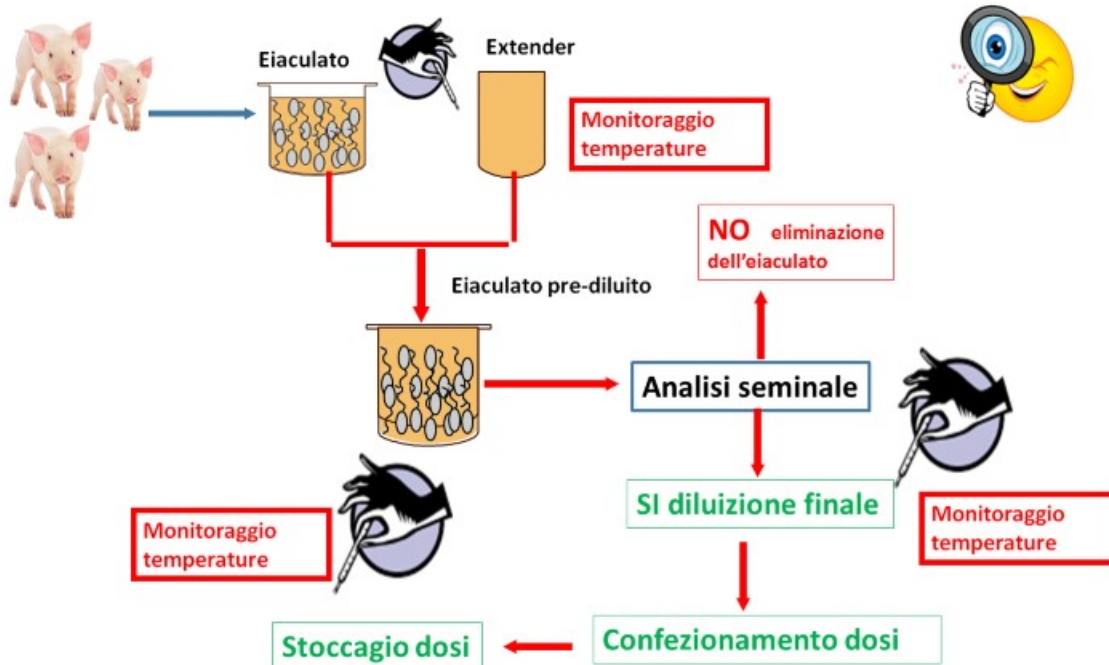 Eiaculato
Extender
Monitoraggio
temperature
NO eliminazione
dell'eiaculato
Eiaculato pre-diluito
Analisi seminale
SI diluizione finale
Monitoraggio
temperature
Monitoraggio
temperature
Confezionamento dosi
Stoccagio dosi